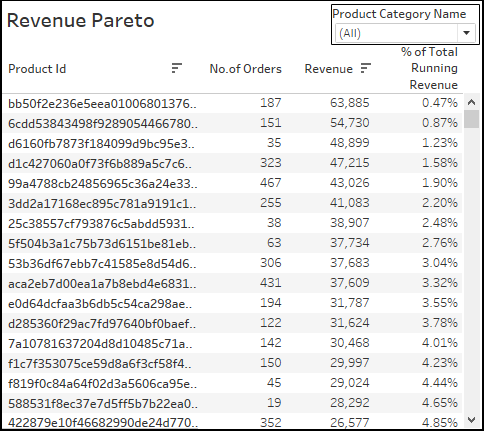 Revenue Pareto
Product Category Name
(All)
Product Id No.of Orders Revenue % of Total Running Revenue
bb50f2e236e5eea01006801376.. 187 63,885 0.47%
6cdd53843498f9289054466780.. 151 54,730 0.87%
d6160fb7873f184099d9bc95e3.. 35 48,899 1.23%
d1c427060a0f73f6b889a5c7c6.. 323 47,215 1.58%
99a4788cb24856965c36a24e33.. 467 43,026 1.90%
3dd2a17168ec895c781a9191c1.. 255 41,083 2.20%
25c38557cf793876c5abdd5931.. 38 38,907 2.48%
5f504b3a1c75b73d6151be81eb.. 63 37,734 2.76%
53b36df67ebb7c41585e8d54d6.. 306 37,683 3.04%
aca2eb7d00ea1a7b8ebd4e6831.. 431 37,609 3.32%
e0d64dcfaa3b6db5c54ca298ae.. 194 31,787 3.55%
d285360f29ac7fd97640bf0baef.. 122 31,624 3.78%
7a10781637204d8d10485c71a.. 142 30,468 4.01%
f1c7f353075ce59d8a6f3cf58f4.. 150 29,997 4.23%
f819f0c84a64f02d3a5606ca95e.. 45 29,024 4.44%
588531f8ec37e7d5ff5b7b22ea0.. 19 28,292 4.65%
422879e10f46682990de24d770.. 352 26,577 4.85%